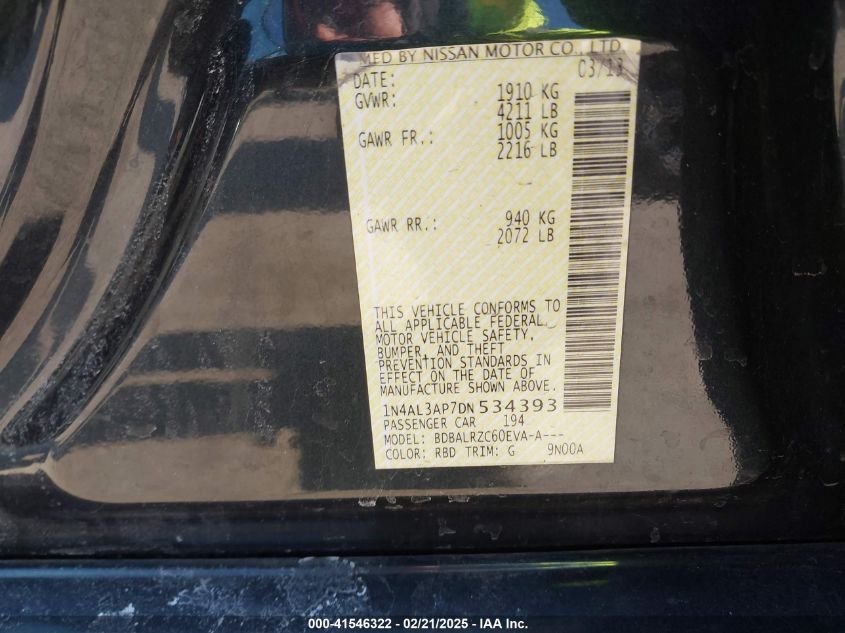 MFD BY NISSAN MOTOR CO., LTD.
DATE: 03/13
GVWR: 1910 KG
4211 LB
GAWR FR.: 1005 KG
2216 LB
GAWR RR.: 940 KG
2072 LB
THIS VEHICLE CONFORMS TO
ALL APPLICABLE FEDERAL
MOTOR VEHICLE SAFETY,
BUMPER, AND THEFT
PREVENTION STANDARDS IN
EFFECT ON THE DATE OF
MANUFACTURE SHOWN ABOVE.
1N4AL3AP7DN534393
PASSENGER CAR 194
MODEL: BDBALRZC60EVA-A---
COLOR: RBD TRIM: G 9N00A
000-41546322 - 02/21/2025 - IAA Inc.